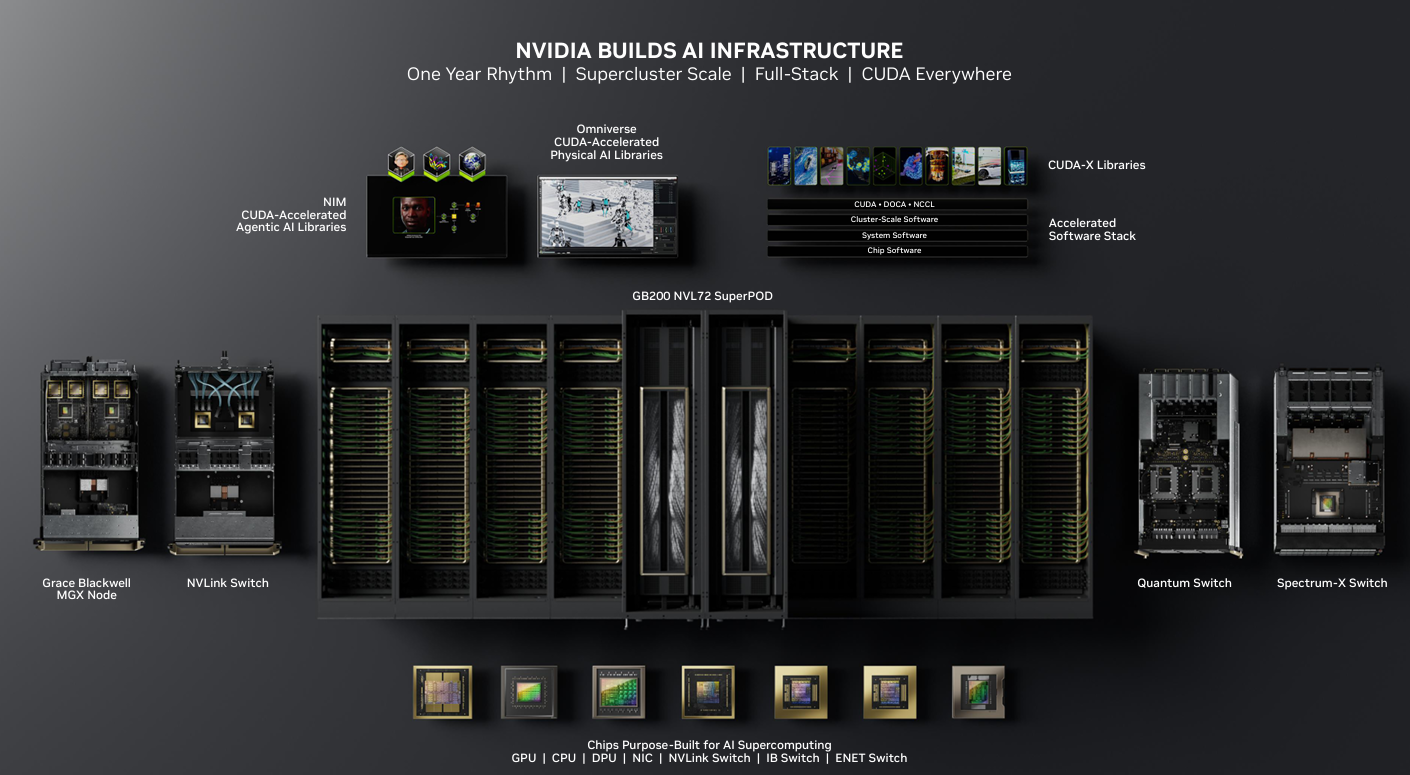 NVIDIA BUILDS AI INFRASTRUCTURE
One Year Rhythm | Supercluster Scale | Full-Stack | CUDA Everywhere
Omniverse
CUDA-Accelerated
Physical AI Libraries
NIM
CUDA-Accelerated
Agentic AI Libraries
CUDA-X Libraries
CUDA • DOCA • NCCL
Cluster-Scale Software
System Software
Chip Software
Accelerated
Software Stack
GB200 NVL72 SuperPOD
Grace Blackwell
MGX Node
NVLink Switch
Quantum Switch
Spectrum-X Switch
Chips Purpose-Built for AI Supercomputing
GPU | CPU | DPU | NIC | NVLink Switch | IB Switch | ENET Switch